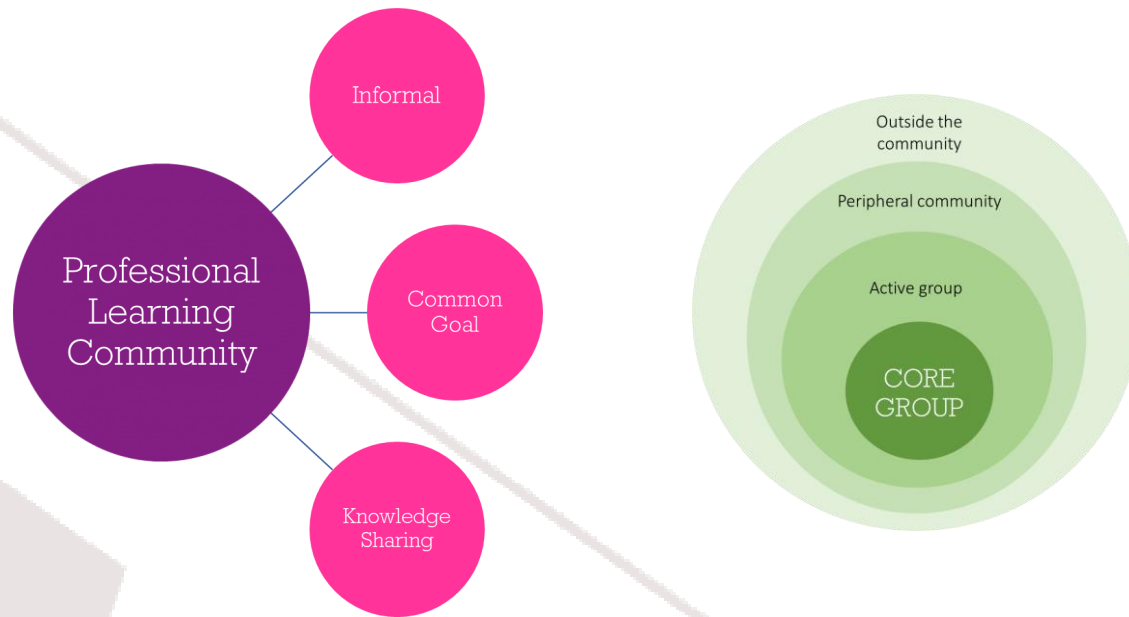 Informal
Professional
Learning
Community
Common
Goal
Knowledge
Sharing
Outside the
community
Peripheral community
Active group
CORE
GROUP